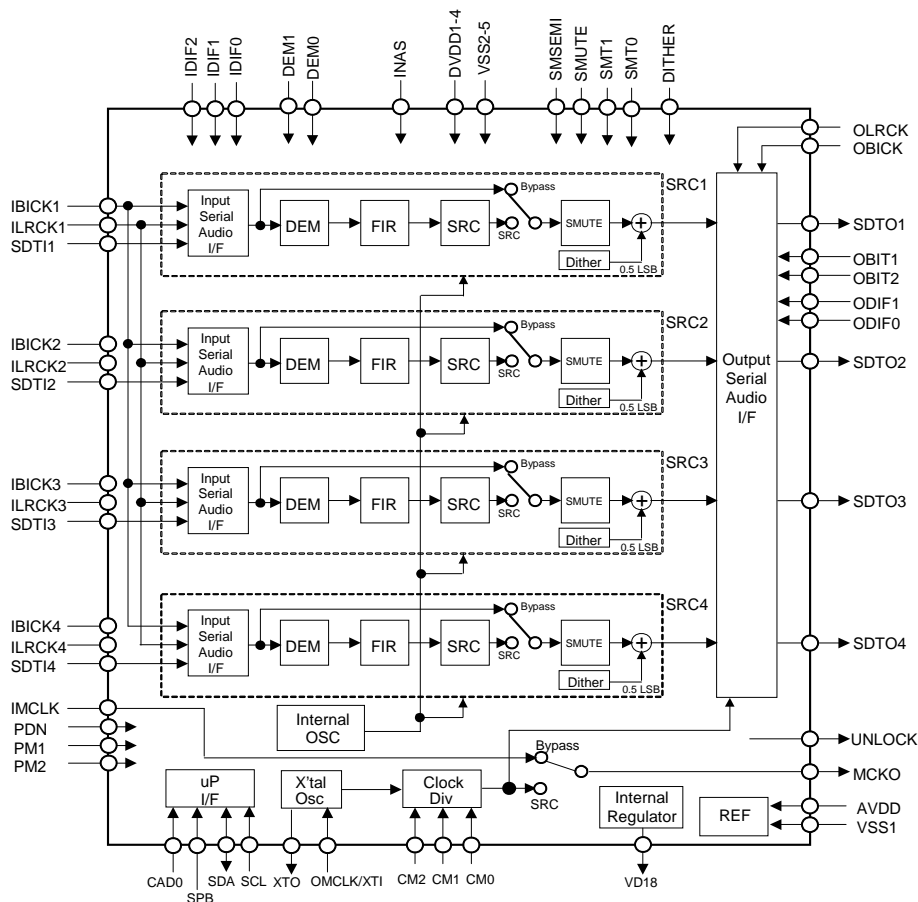 IDIF2
IDIF1
IDIF0
DEM1
DEM0
INAS
DVDD1-4
VSS2-5
SMSEMI
SMUTE
SMT1
SMT0
DITHER
OLRCK
OBICK
SRC1
IBICK1
ILRCK1
SDTI1
Input
Serial
Audio
I/F
DEM
FIR
SRC
Bypass
SRC
SMUTE
Dither
0.5 LSB
SDTO1
OBIT1
OBIT2
ODIF1
ODIF0
SRC2
IBICK2
ILRCK2
SDTI2
Input
Serial
Audio
I/F
DEM
FIR
SRC
Bypass
SRC
SMUTE
Dither
0.5 LSB
Output
Serial
Audio
I/F
SDTO2
SRC3
IBICK3
ILRCK3
SDTI3
Input
Serial
Audio
I/F
DEM
FIR
SRC
Bypass
SRC
SMUTE
Dither
0.5 LSB
SDTO3
SRC4
IBICK4
ILRCK4
SDTI4
Input
Serial
Audio
I/F
DEM
FIR
SRC
Bypass
SRC
SMUTE
Dither
0.5 LSB
SDTO4
IMCLK
PDN
PM1
PM2
Internal
OSC
Bypass
SRC
UNLOCK
MCKO
uP
I/F
X'tal
Osc
Clock
Div
Internal
Regulator
REF
AVDD
VSS1
CAD0
SPB
SDA
SCL
XTO
OMCLK/XTI
CM2
CM1
CM0
VD18